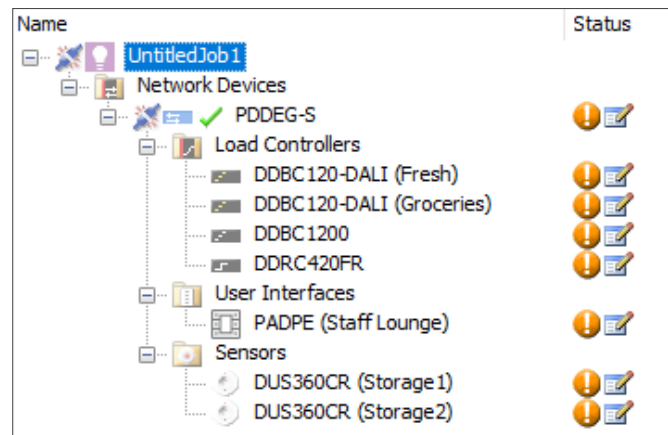 Name Status
UntitledJob1
Network Devices
PDDEG-S
Load Controllers
DDBC120-DALI (Fresh)
DDBC120-DALI (Groceries)
DDBC1200
DDRC420FR
User Interfaces
PADPE (Staff Lounge)
Sensors
DUS360CR (Storage1)
DUS360CR (Storage2)